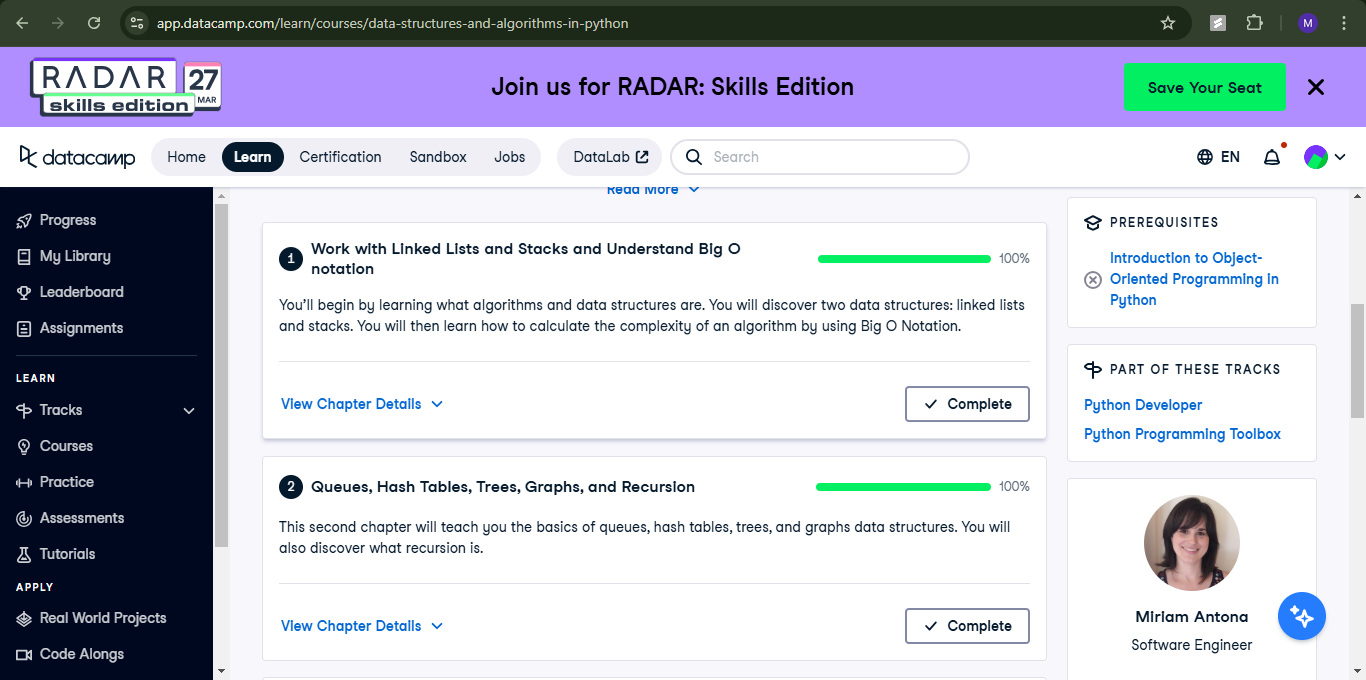 app.datacamp.com/learn/courses/data-structures-and-algorithms-in-python
M
RADAR
skills edition
27
MAR
Join us for RADAR: Skills Edition
Save Your Seat
datacamp
Home
Learn
Certification
Sandbox
Jobs
DataLab
Search
EN
Progress
My Library
Leaderboard
Assignments
LEARN
Tracks
Courses
Practice
Assessments
Tutorials
APPLY
Real World Projects
Code Alongs
Read More
1
Work with Linked Lists and Stacks and Understand Big O
notation
100%
You’ll begin by learning what algorithms and data structures are. You will discover two data structures: linked lists
and stacks. You will then learn how to calculate the complexity of an algorithm by using Big O Notation.
View Chapter Details
Complete
2
Queues, Hash Tables, Trees, Graphs, and Recursion
100%
This second chapter will teach you the basics of queues, hash tables, trees, and graphs data structures. You will
also discover what recursion is.
View Chapter Details
Complete
PREREQUISITES
Introduction to Object-
Oriented Programming in
Python
PART OF THESE TRACKS
Python Developer
Python Programming Toolbox
Miriam Antona
Software Engineer